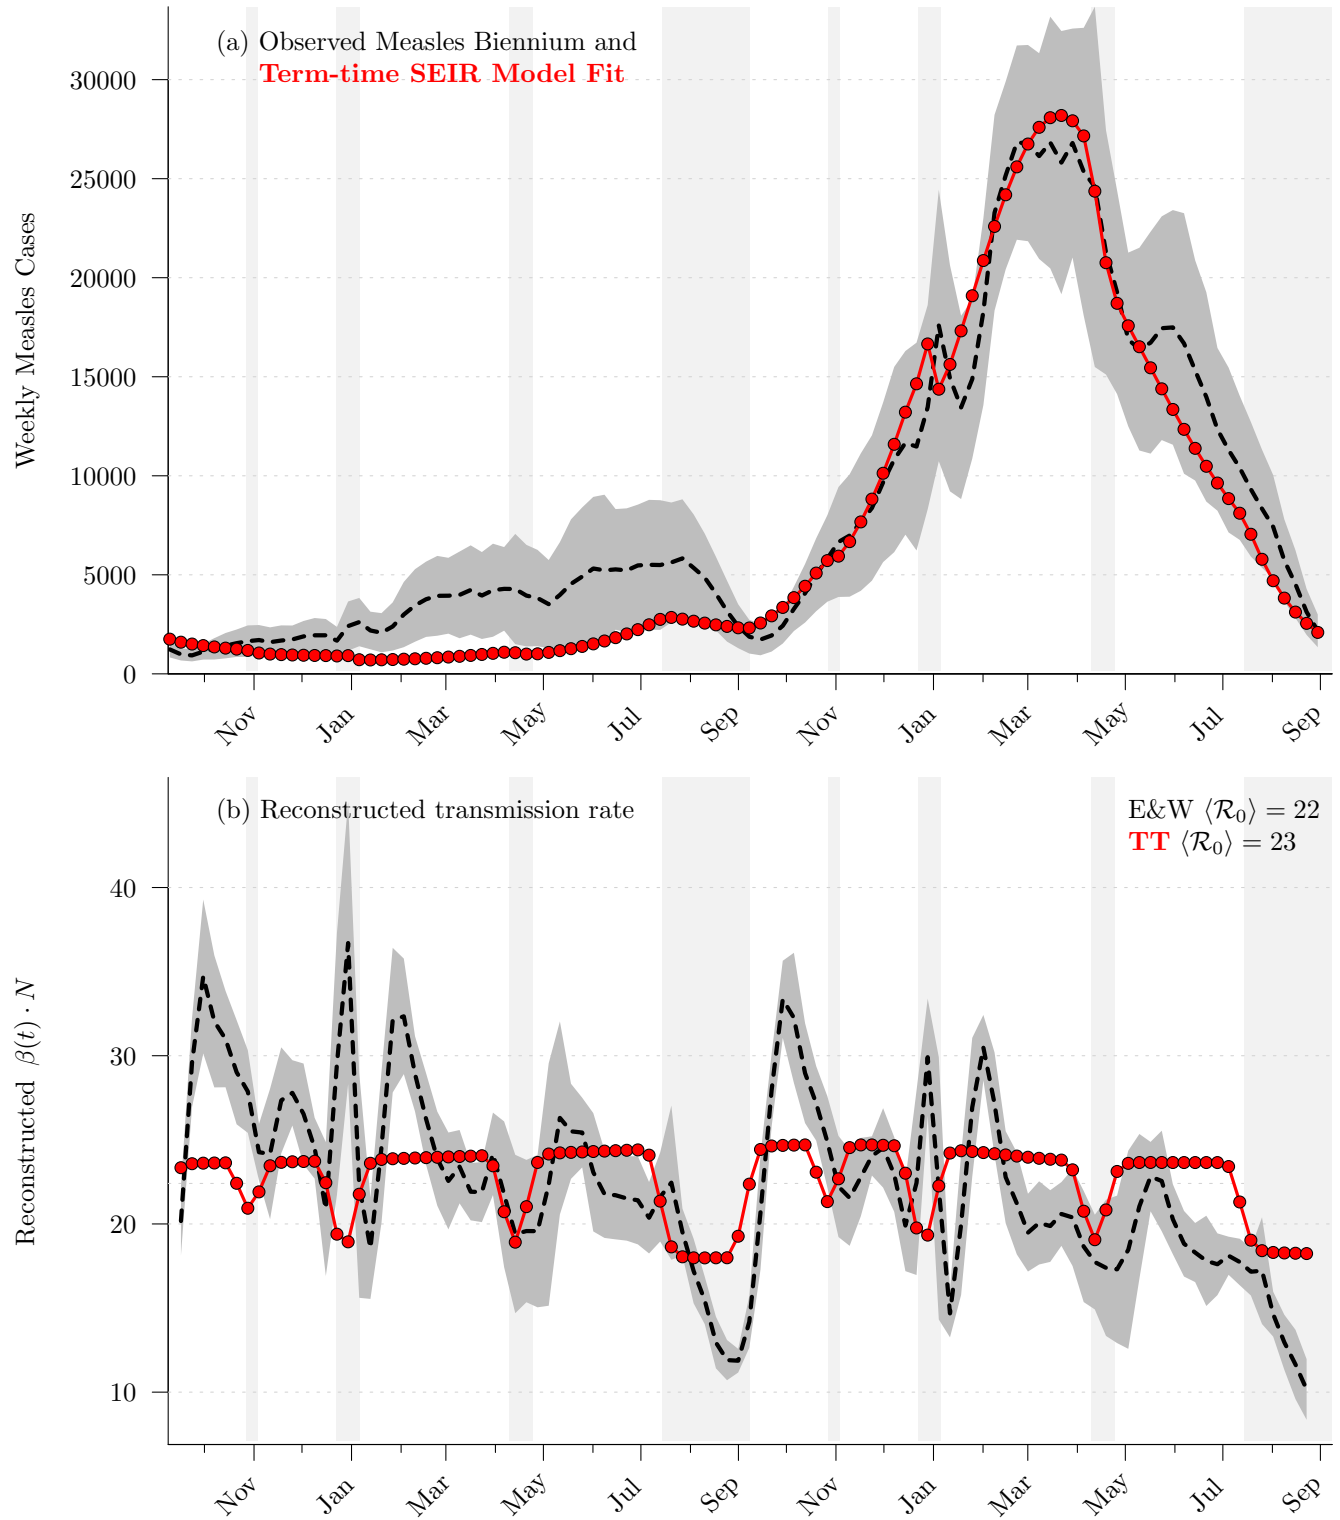 (a) Observed Measles Biennium and
Term-time SEIR Model Fit
Weekly Measles Cases
30000
25000
20000
15000
10000
5000
0
Nov Jan Mar May Jul Sep Nov Jan Mar May Jul Sep
(b) Reconstructed transmission rate
E&W ⟨ℛ₀⟩ = 22
TT ⟨ℛ₀⟩ = 23
Reconstructed β(t) · N
40
30
20
10
Nov Jan Mar May Jul Sep Nov Jan Mar May Jul Sep